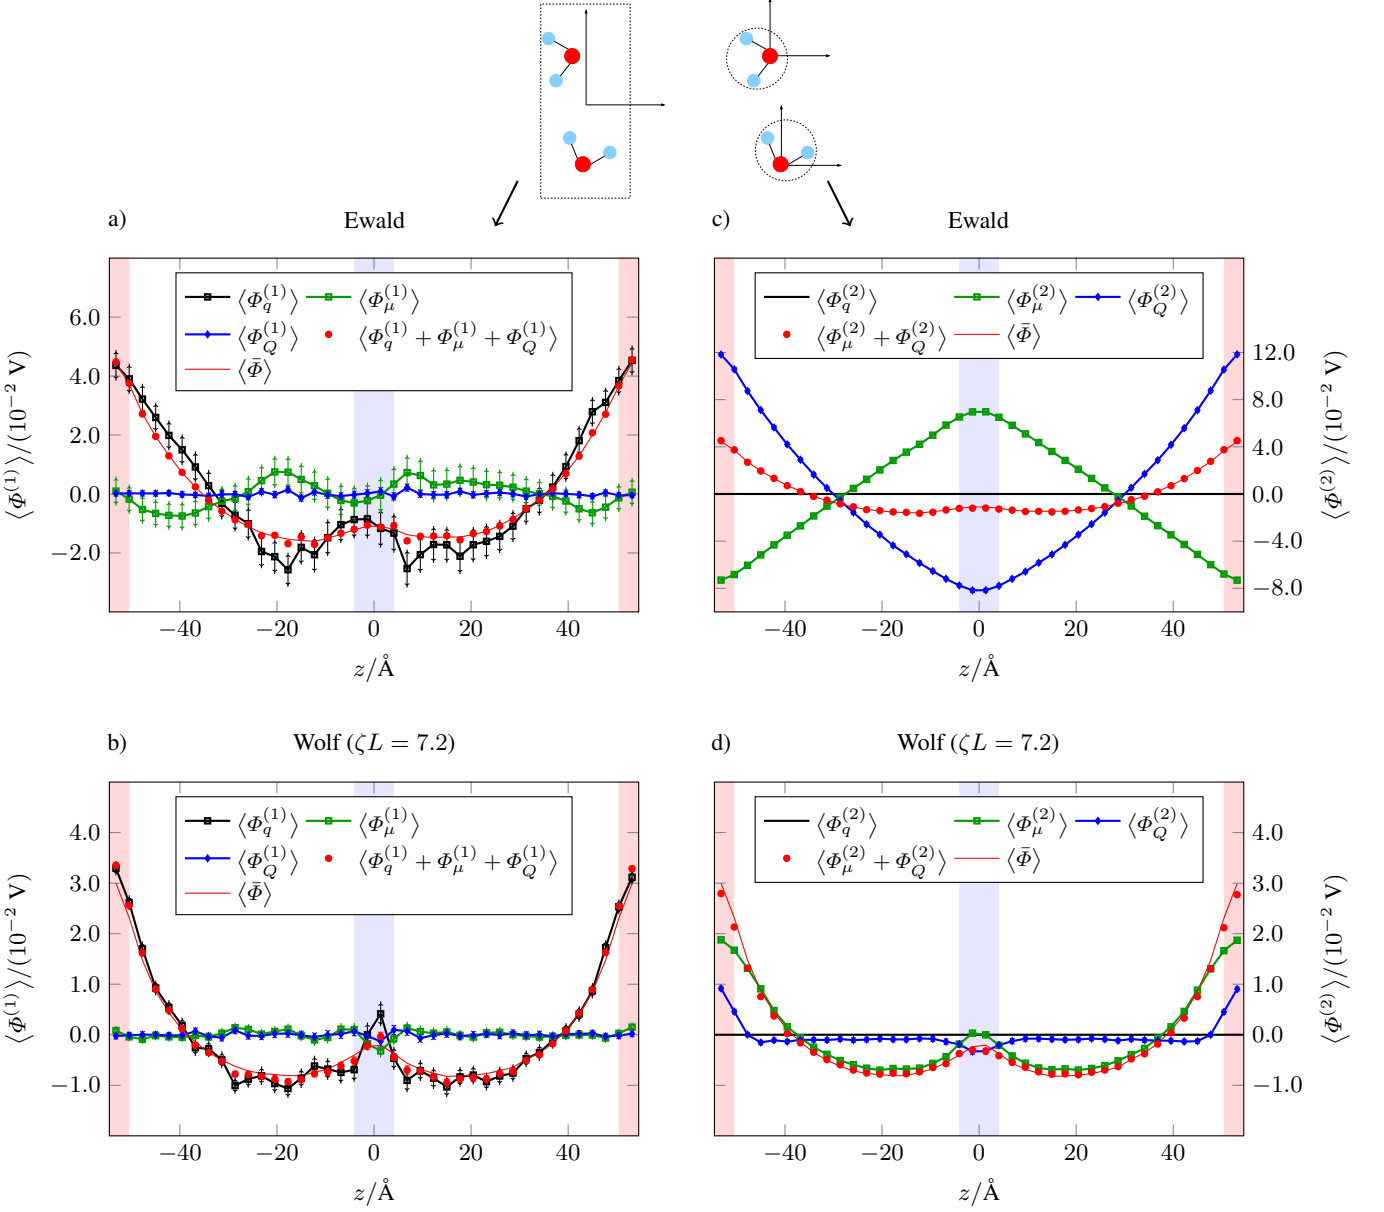 a)
Ewald
⟨Φ_q^(1)⟩ ⟨Φ_μ^(1)⟩
⟨Φ_Q^(1)⟩ ⟨Φ_q^(1) + Φ_μ^(1) + Φ_Q^(1)⟩
⟨Φ̄⟩
6.0
4.0
2.0
0.0
−2.0
⟨Φ^(1)⟩/(10^−2 V)
−40 −20 0 20 40
z/Å
c)
Ewald
⟨Φ_q^(2)⟩ ⟨Φ_μ^(2)⟩ ⟨Φ_Q^(2)⟩
⟨Φ_μ^(2) + Φ_Q^(2)⟩ ⟨Φ̄⟩
12.0
8.0
4.0
0.0
−4.0
−8.0
⟨Φ^(2)⟩/(10^−2 V)
−40 −20 0 20 40
z/Å
b)
Wolf (ζL = 7.2)
⟨Φ_q^(1)⟩ ⟨Φ_μ^(1)⟩
⟨Φ_Q^(1)⟩ ⟨Φ_q^(1) + Φ_μ^(1) + Φ_Q^(1)⟩
⟨Φ̄⟩
4.0
3.0
2.0
1.0
0.0
−1.0
⟨Φ^(1)⟩/(10^−2 V)
−40 −20 0 20 40
z/Å
d)
Wolf (ζL = 7.2)
⟨Φ_q^(2)⟩ ⟨Φ_μ^(2)⟩ ⟨Φ_Q^(2)⟩
⟨Φ_μ^(2) + Φ_Q^(2)⟩ ⟨Φ̄⟩
4.0
3.0
2.0
1.0
0.0
−1.0
⟨Φ^(2)⟩/(10^−2 V)
−40 −20 0 20 40
z/Å